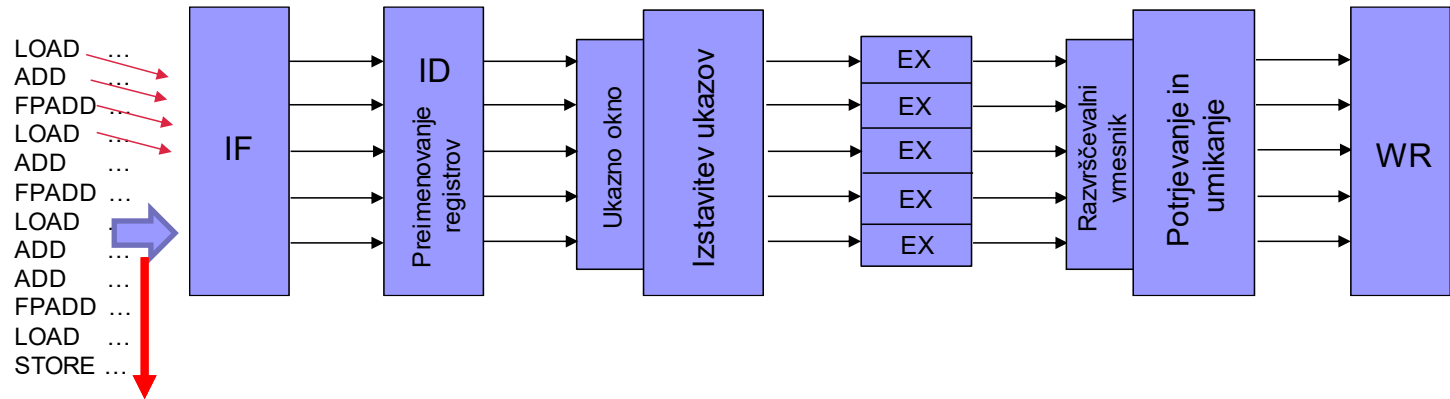 LOAD …
ADD …
FPADD …
LOAD …
ADD …
FPADD …
LOAD …
ADD …
ADD …
FPADD …
LOAD …
STORE …
IF
ID
Preimenovanje
registrov
Ukazno okno
Izstavitev ukazov
EX
EX
EX
EX
EX
Razvrščevalni
vmesnik
Potrjevanje in
umikanje
WR